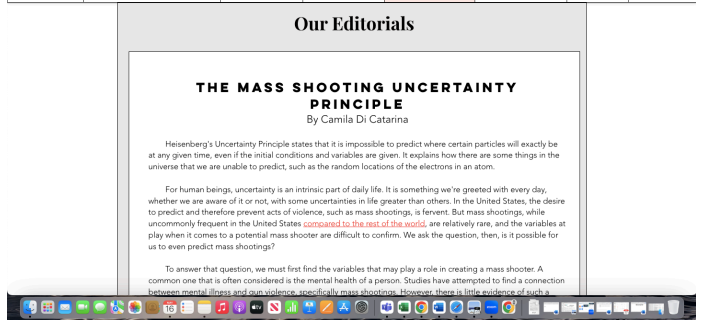 Our Editorials
THE MASS SHOOTING UNCERTAINTY
PRINCIPLE
By Camila Di Catarina
Heisenberg's Uncertainty Principle states that it is impossible to predict where certain particles will exactly be
at any given time, even if the initial conditions and variables are given. It explains how there are some things in the
universe that we are unable to predict, such as the random locations of the electrons in an atom.
For human beings, uncertainty is an intrinsic part of daily life. It is something we're greeted with every day,
whether we are aware of it or not, with some uncertainties in life greater than others. In the United States, the desire
to predict and therefore prevent acts of violence, such as mass shootings, is fervent. But mass shootings, while
uncommonly frequent in the United States compared to the rest of the world, are relatively rare, and the variables at
play when it comes to a potential mass shooter are difficult to confirm. We ask the question, then, is it possible for
us to even predict mass shootings?
To answer that question, we must first find the variables that may play a role in creating a mass shooter. A
common one that is often considered is the mental health of a person. Studies have attempted to find a connection
between mental illness and gun violence, specifically mass shootings. However, there is little evidence of such a
16
tv